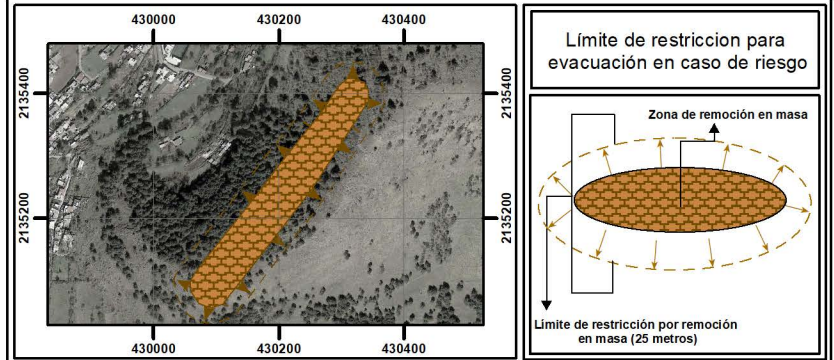 430000 430200 430400
2135400 2135400
2135200 2135200
430000 430200 430400
Límite de restriccion para
evacuación en caso de riesgo
Zona de remoción en masa
Límite de restricción por remoción
en masa (25 metros)